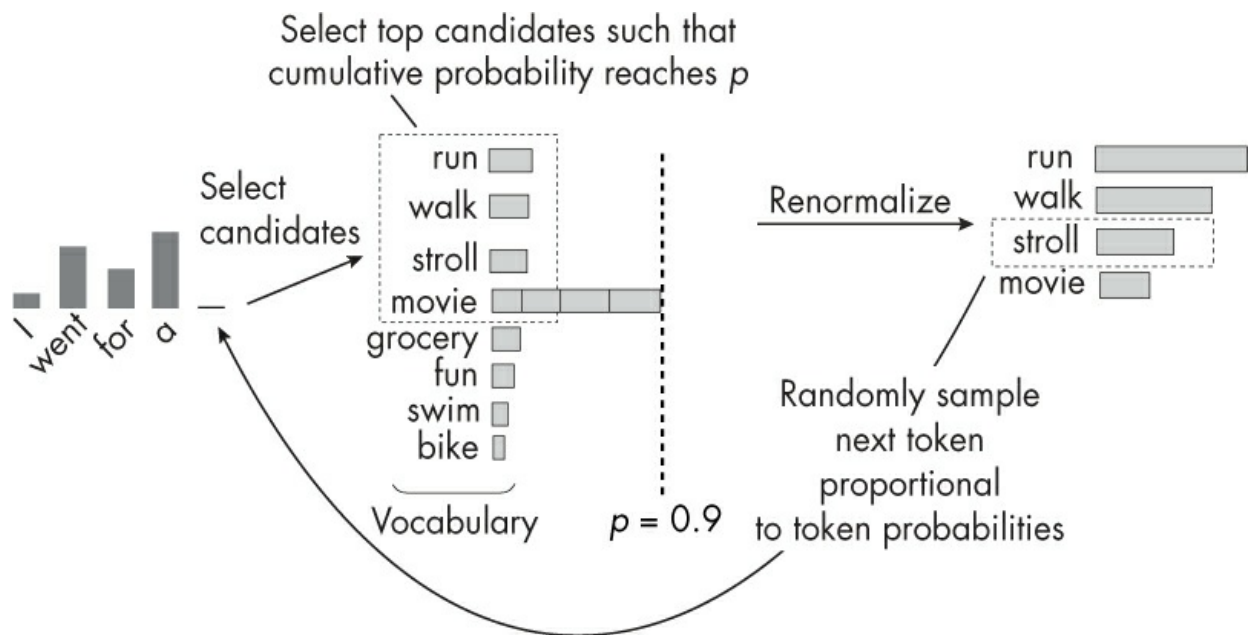 Select top candidates such that
cumulative probability reaches p
Select
candidates
I
went
for
a
run
walk
stroll
movie
grocery
fun
swim
bike
Vocabulary
p = 0.9
Renormalize
run
walk
stroll
movie
Randomly sample
next token
proportional
to token probabilities